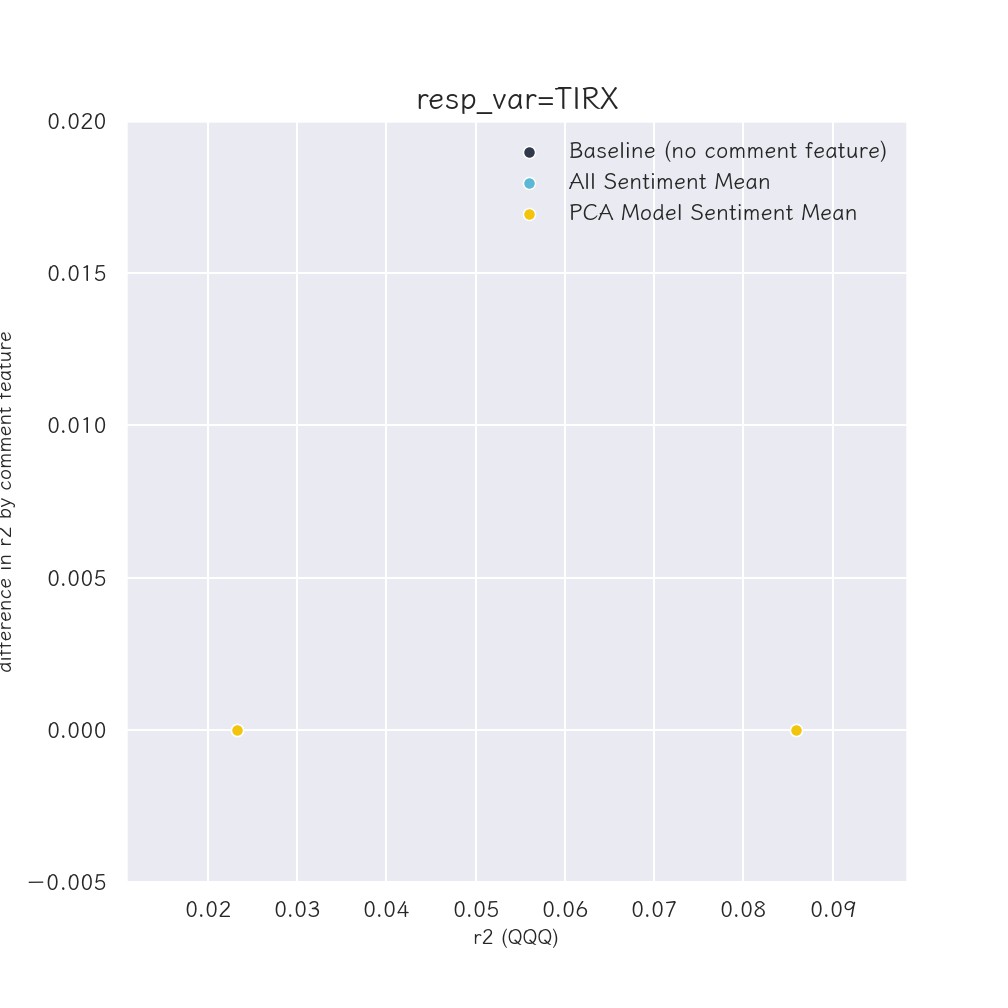 resp_var=TIRX
Baseline (no comment feature)
All Sentiment Mean
PCA Model Sentiment Mean
difference in r2 by comment feature
0.020
0.015
0.010
0.005
0.000
−0.005
0.02 0.03 0.04 0.05 0.06 0.07 0.08 0.09
r2 (QQQ)